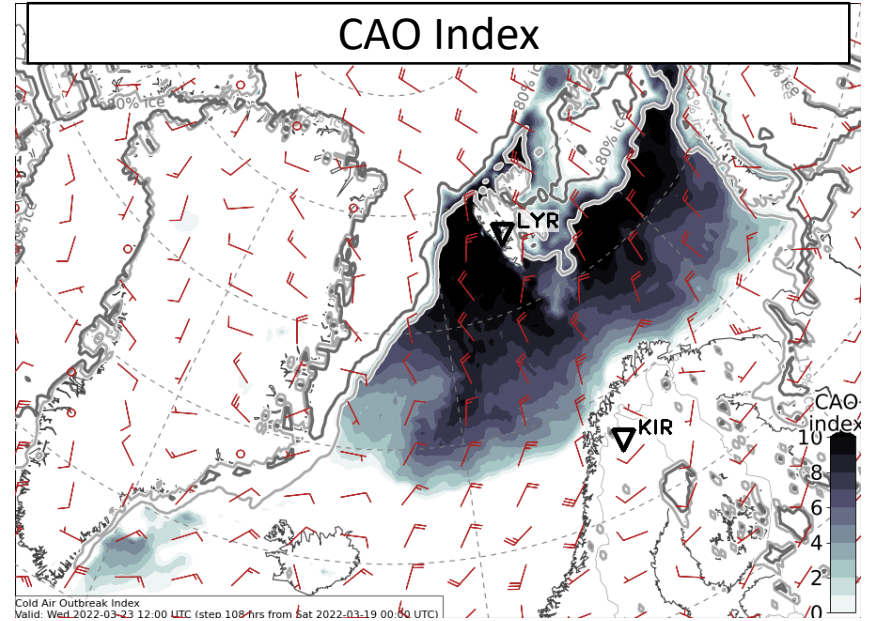 CAO Index
80% ice
80% ice
80% ice
LYR
KIR
CAO
index
10
8
6
4
2
0
Cold Air Outbreak Index
Valid: Wed 2022-03-23 12:00 UTC (step 108 hrs from Sat 2022-03-19 00:00 UTC)